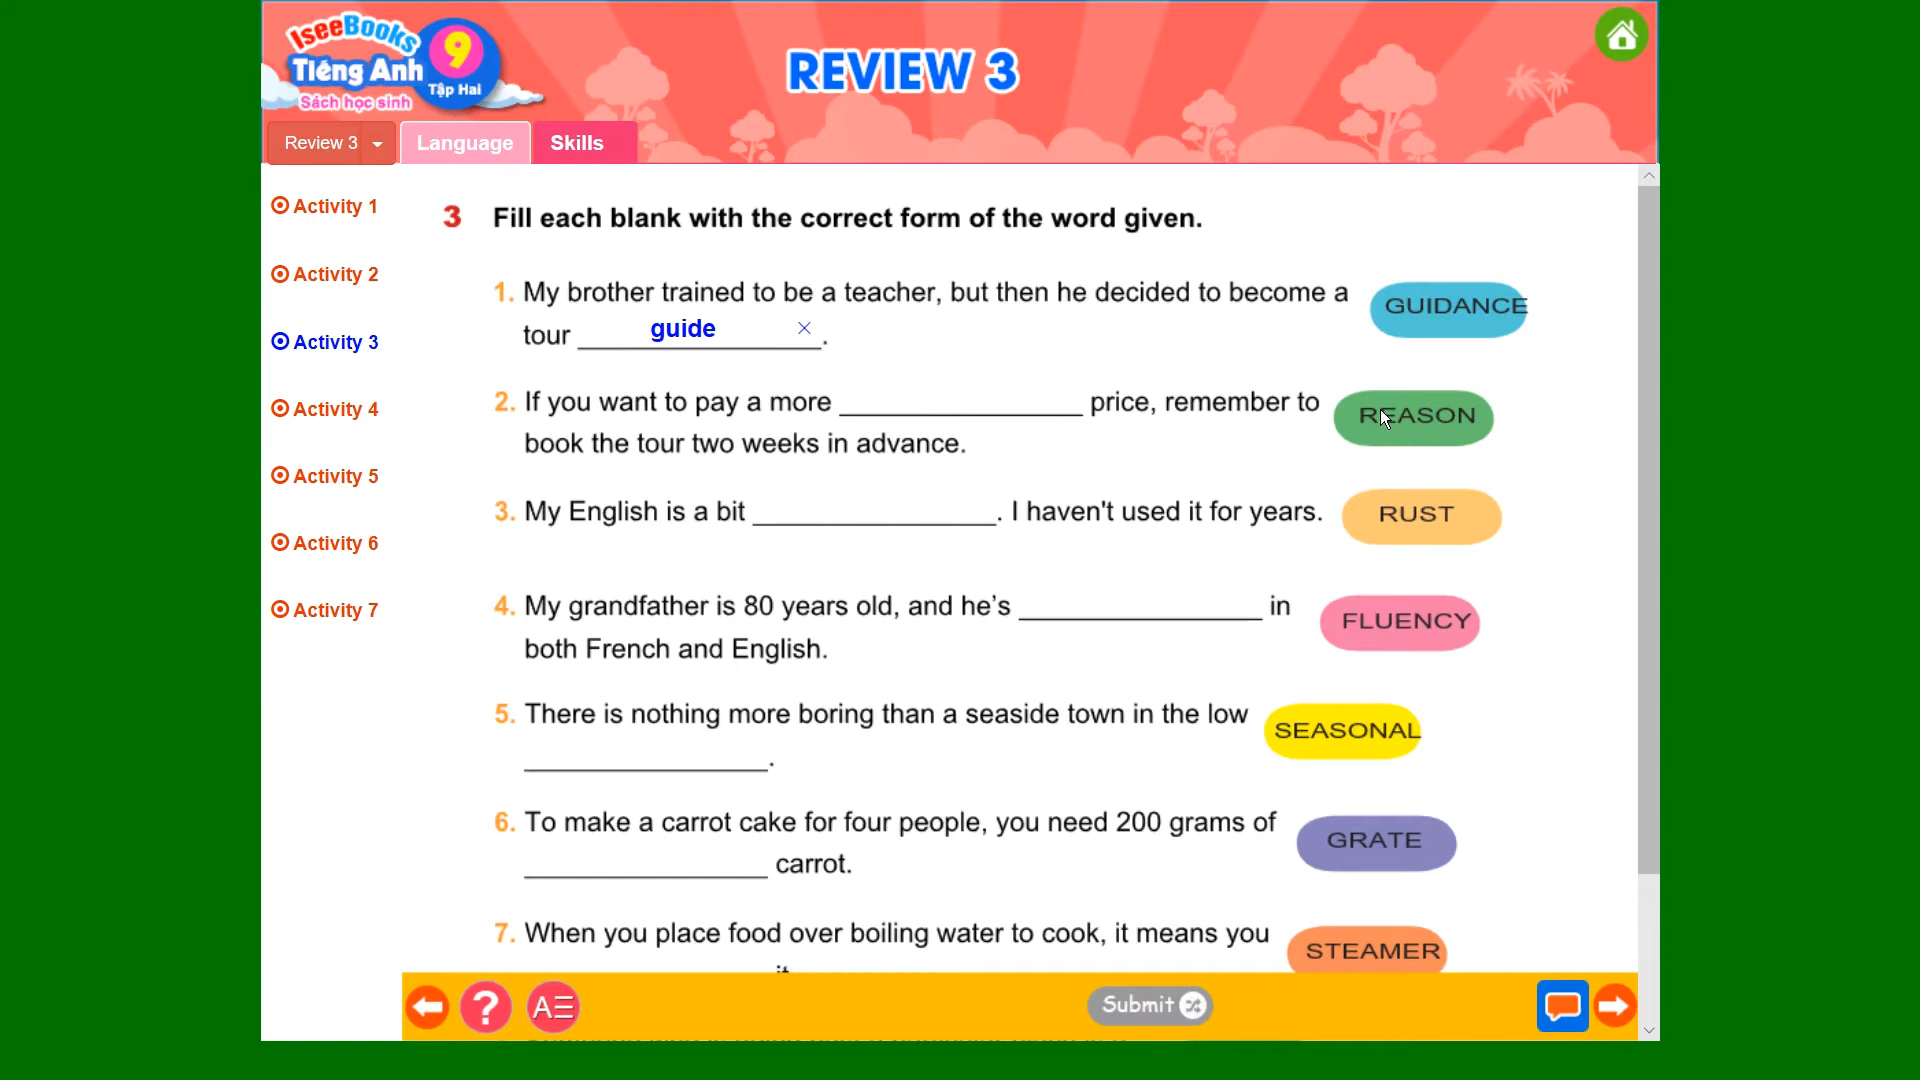 IseeBooks
Tiếng Anh 9
Tập Hai
Sách học sinh
REVIEW 3
Review 3
Language
Skills
Activity 1
Activity 2
Activity 3
Activity 4
Activity 5
Activity 6
Activity 7
3 Fill each blank with the correct form of the word given.
1. My brother trained to be a teacher, but then he decided to become a
tour guide.
GUIDANCE
2. If you want to pay a more ________________ price, remember to
book the tour two weeks in advance.
REASON
3. My English is a bit ________________. I haven't used it for years.
RUST
4. My grandfather is 80 years old, and he's ________________ in
both French and English.
FLUENCY
5. There is nothing more boring than a seaside town in the low
________________.
SEASONAL
6. To make a carrot cake for four people, you need 200 grams of
________________ carrot.
GRATE
7. When you place food over boiling water to cook, it means you
it
STEAMER
Submit